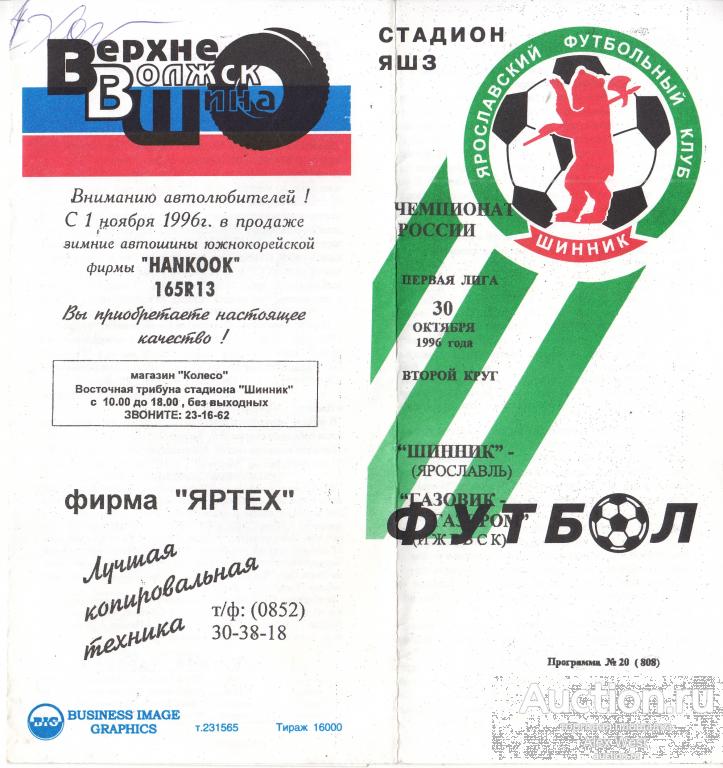 Верхне
Волжск
Шина
Вниманию автолюбителей !
С 1 ноября 1996г. в продаже
зимние автошины южнокорейской
фирмы "HANKOOK"
165R13
Вы приобретаете настоящее
качество !
магазин "Колесо"
Восточная трибуна стадиона "Шинник"
с 10.00 до 18.00 , без выходных
ЗВОНИТЕ: 23-16-62
фирма "ЯРТЕХ"
Лучшая
копировальная
техника
т/ф: (0852)
30-38-18
BIG
BUSINESS IMAGE
GRAPHICS
т.231565
Тираж 16000
СТАДИОН
ЯШЗ
ЯРОСЛАВСКИЙ ФУТБОЛЬНЫЙ КЛУБ
ШИННИК
ЧЕМПИОНАТ
РОССИИ
ПЕРВАЯ ЛИГА
30
ОКТЯБРЯ
1996 года
ВТОРОЙ КРУГ
"ШИННИК" -
(ЯРОСЛАВЛЬ)
"ГАЗОВИК -
ГАЗПРОМ"
(ИЖЕВСК)
ФУТБОЛ
Программа № 20 ( 808)
Auction.ru